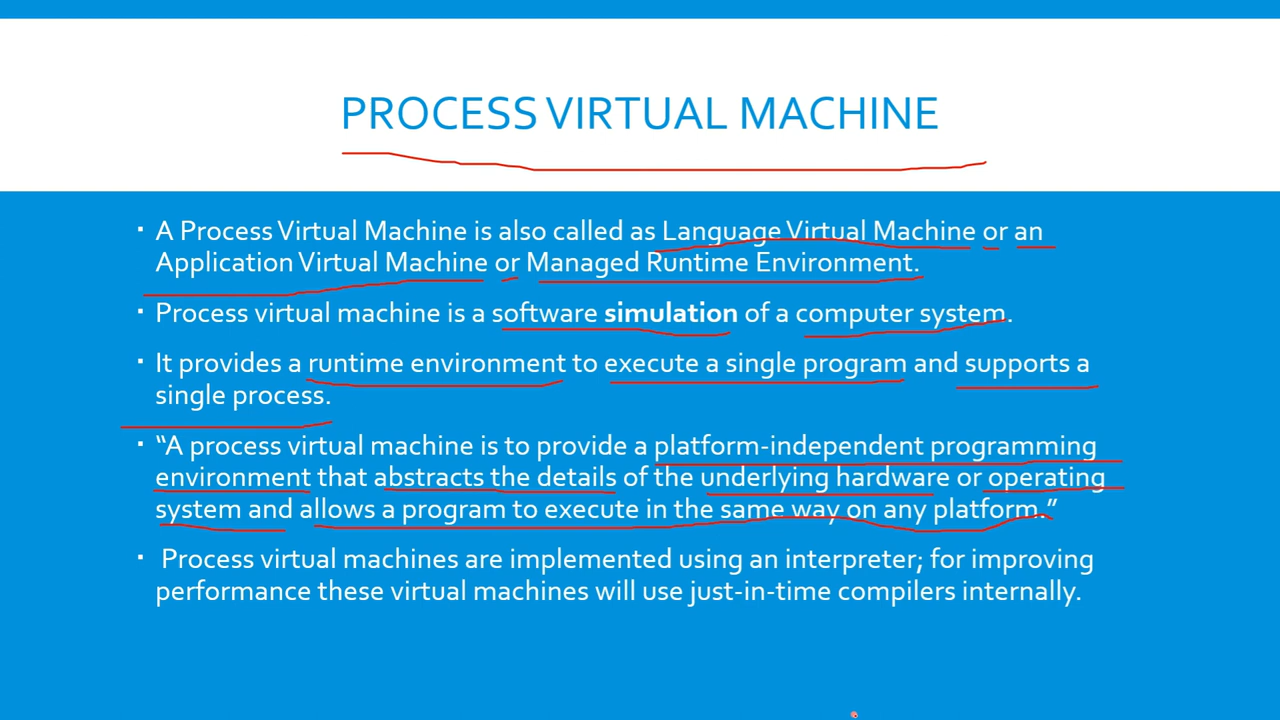 PROCESS VIRTUAL MACHINE
▪ A Process Virtual Machine is also called as Language Virtual Machine or an
Application Virtual Machine or Managed Runtime Environment.
▪ Process virtual machine is a software simulation of a computer system.
▪ It provides a runtime environment to execute a single program and supports a
single process.
▪ “A process virtual machine is to provide a platform-independent programming
environment that abstracts the details of the underlying hardware or operating
system and allows a program to execute in the same way on any platform.”
▪ Process virtual machines are implemented using an interpreter; for improving
performance these virtual machines will use just-in-time compilers internally.